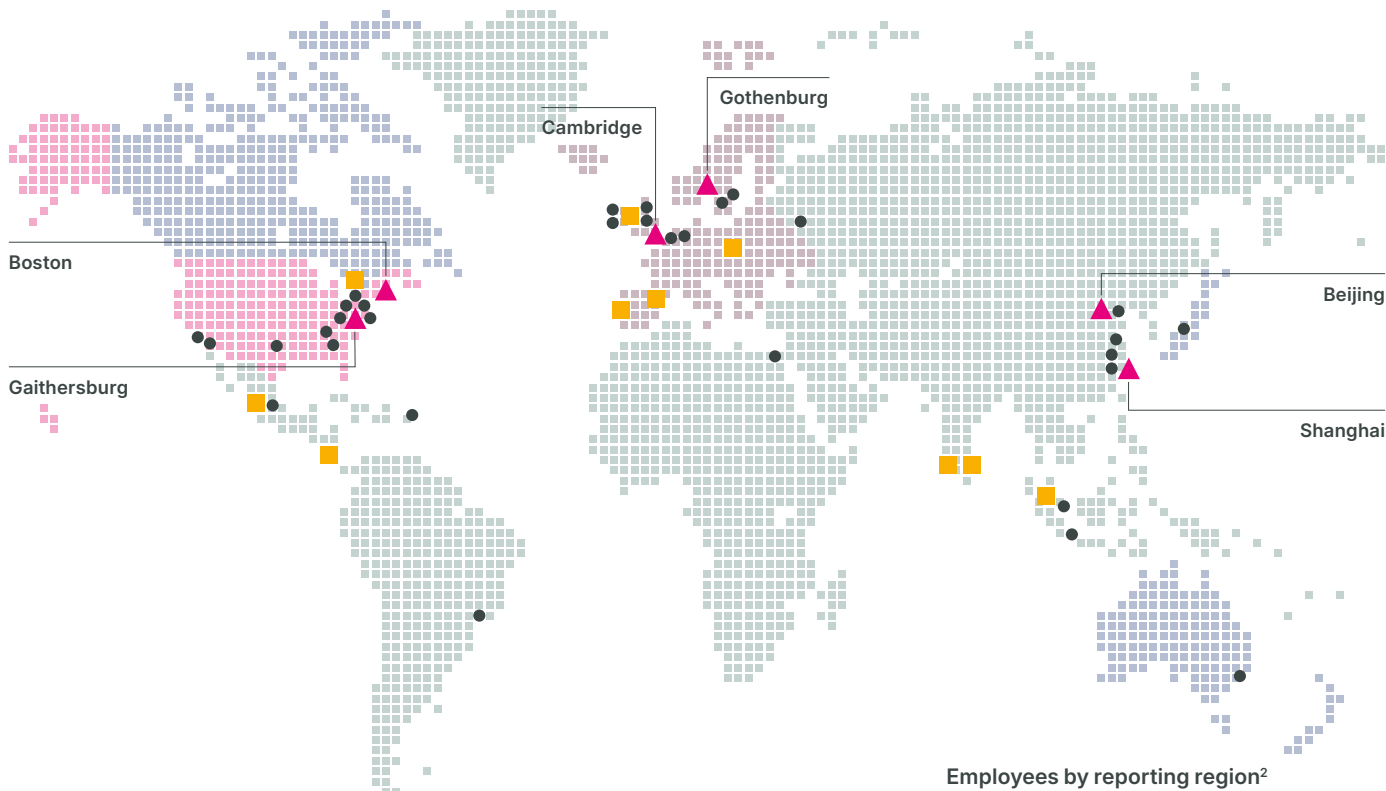 Gothenburg
Cambridge
Boston
Beijing
Gaithersburg
Shanghai
Employees by reporting region²